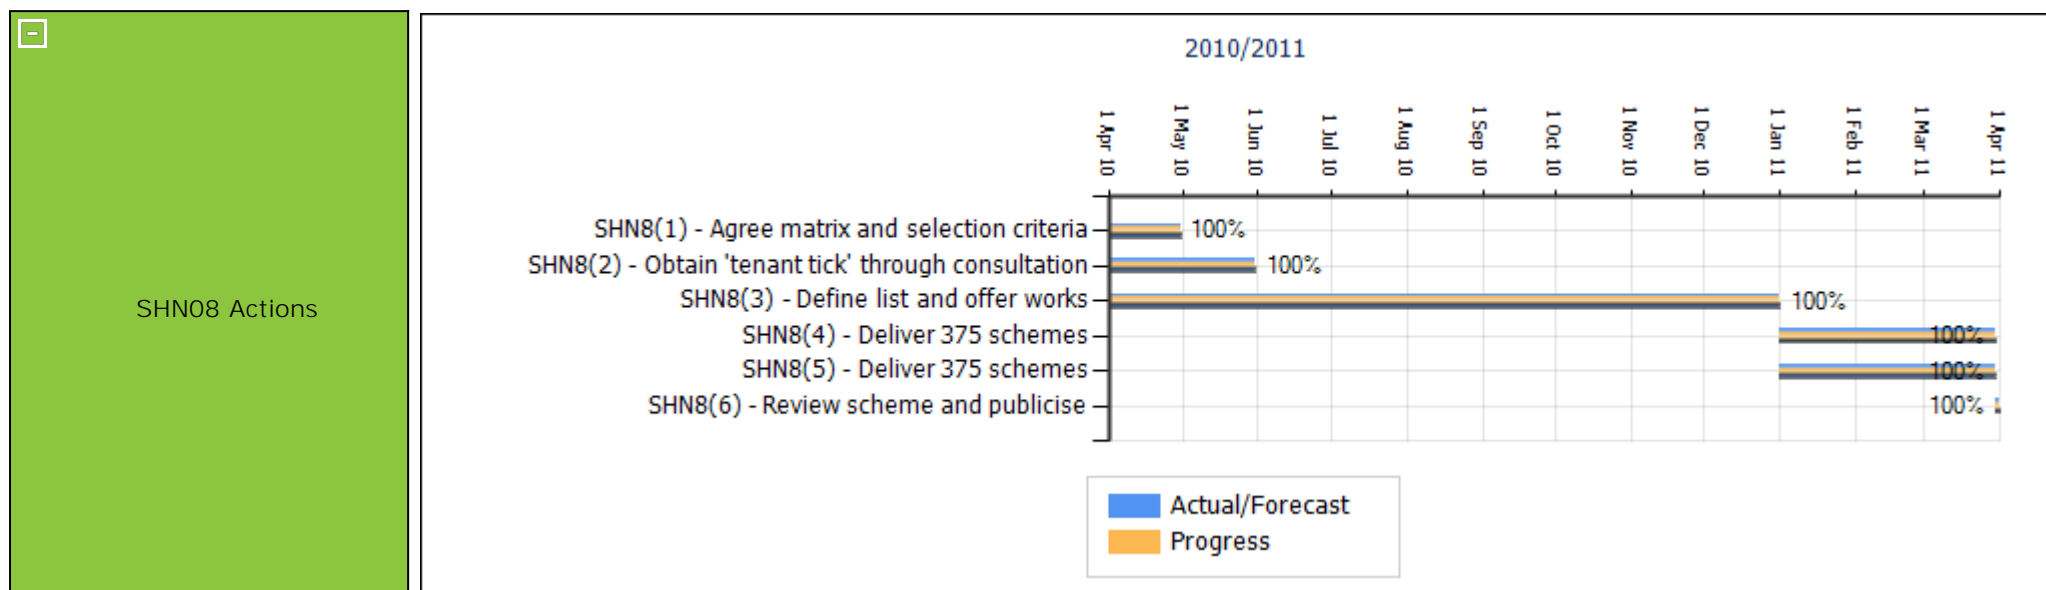 SHN08 Actions
2010/2011
1 Apr 10
1 May 10
1 Jun 10
1 Jul 10
1 Aug 10
1 Sep 10
1 Oct 10
1 Nov 10
1 Dec 10
1 Jan 11
1 Feb 11
1 Mar 11
1 Apr 11
SHN8(1) - Agree matrix and selection criteria 100%
SHN8(2) - Obtain 'tenant tick' through consultation 100%
SHN8(3) - Define list and offer works 100%
SHN8(4) - Deliver 375 schemes 100%
SHN8(5) - Deliver 375 schemes 100%
SHN8(6) - Review scheme and publicise 100%
Actual/Forecast
Progress